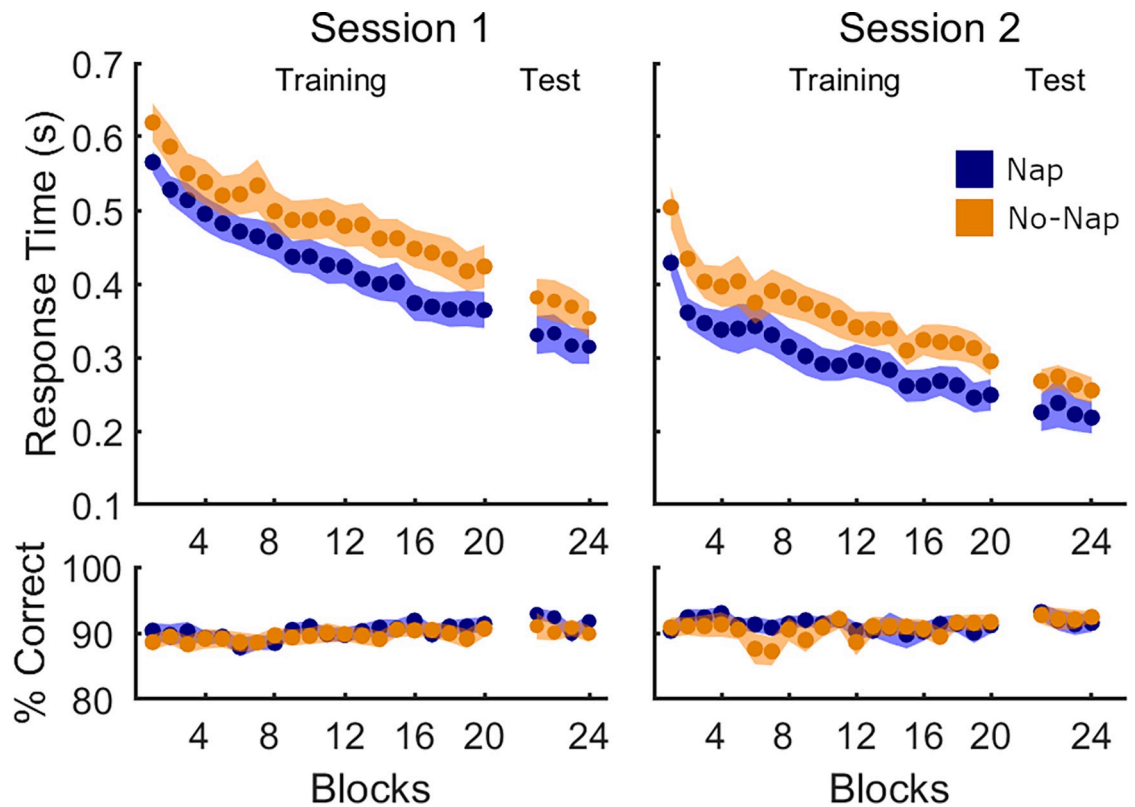 Session 1
Session 2
Training Test
Training Test
Response Time (s)
0.7
0.6
0.5
0.4
0.3
0.2
0.1
Nap
No-Nap
4 8 12 16 20 24
4 8 12 16 20 24
% Correct
100
90
80
4 8 12 16 20 24
4 8 12 16 20 24
Blocks
Blocks